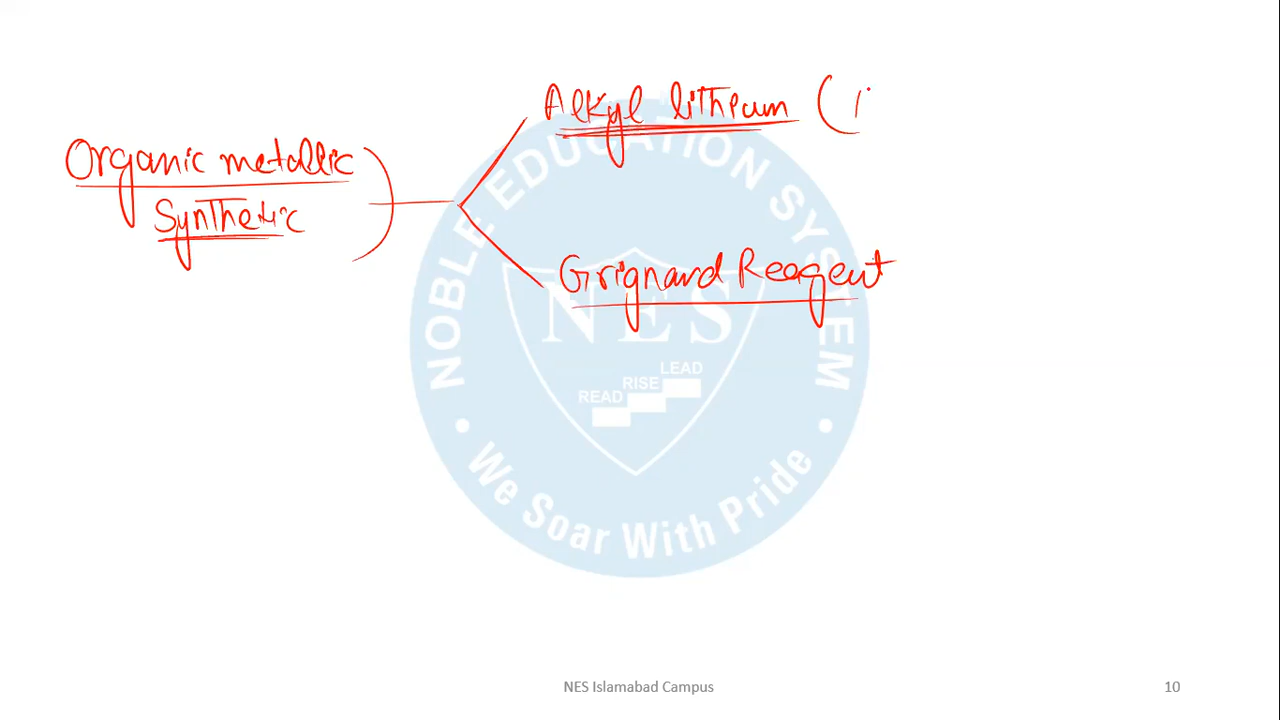 Organic metallic
Synthetic
Alkyl lithium (
Grignard Reagent
NOBLE EDUCATION SYSTEM
NES
READ RISE LEAD
• We Soar With Pride •
NES Islamabad Campus
10